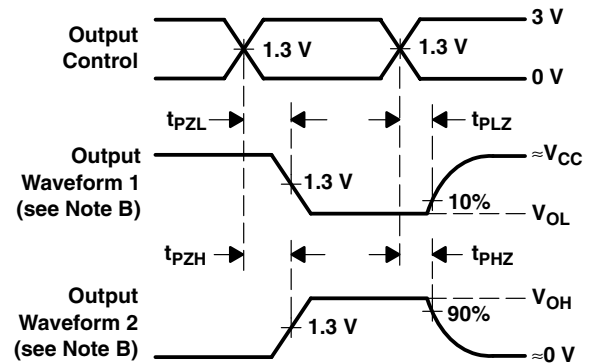 3 V
Output
Control
1.3 V
1.3 V
0 V
tPZL
tPLZ
Output
Waveform 1
(see Note B)
≈VCC
1.3 V
10%
VOL
tPZH
tPHZ
Output
Waveform 2
(see Note B)
VOH
90%
1.3 V
≈0 V